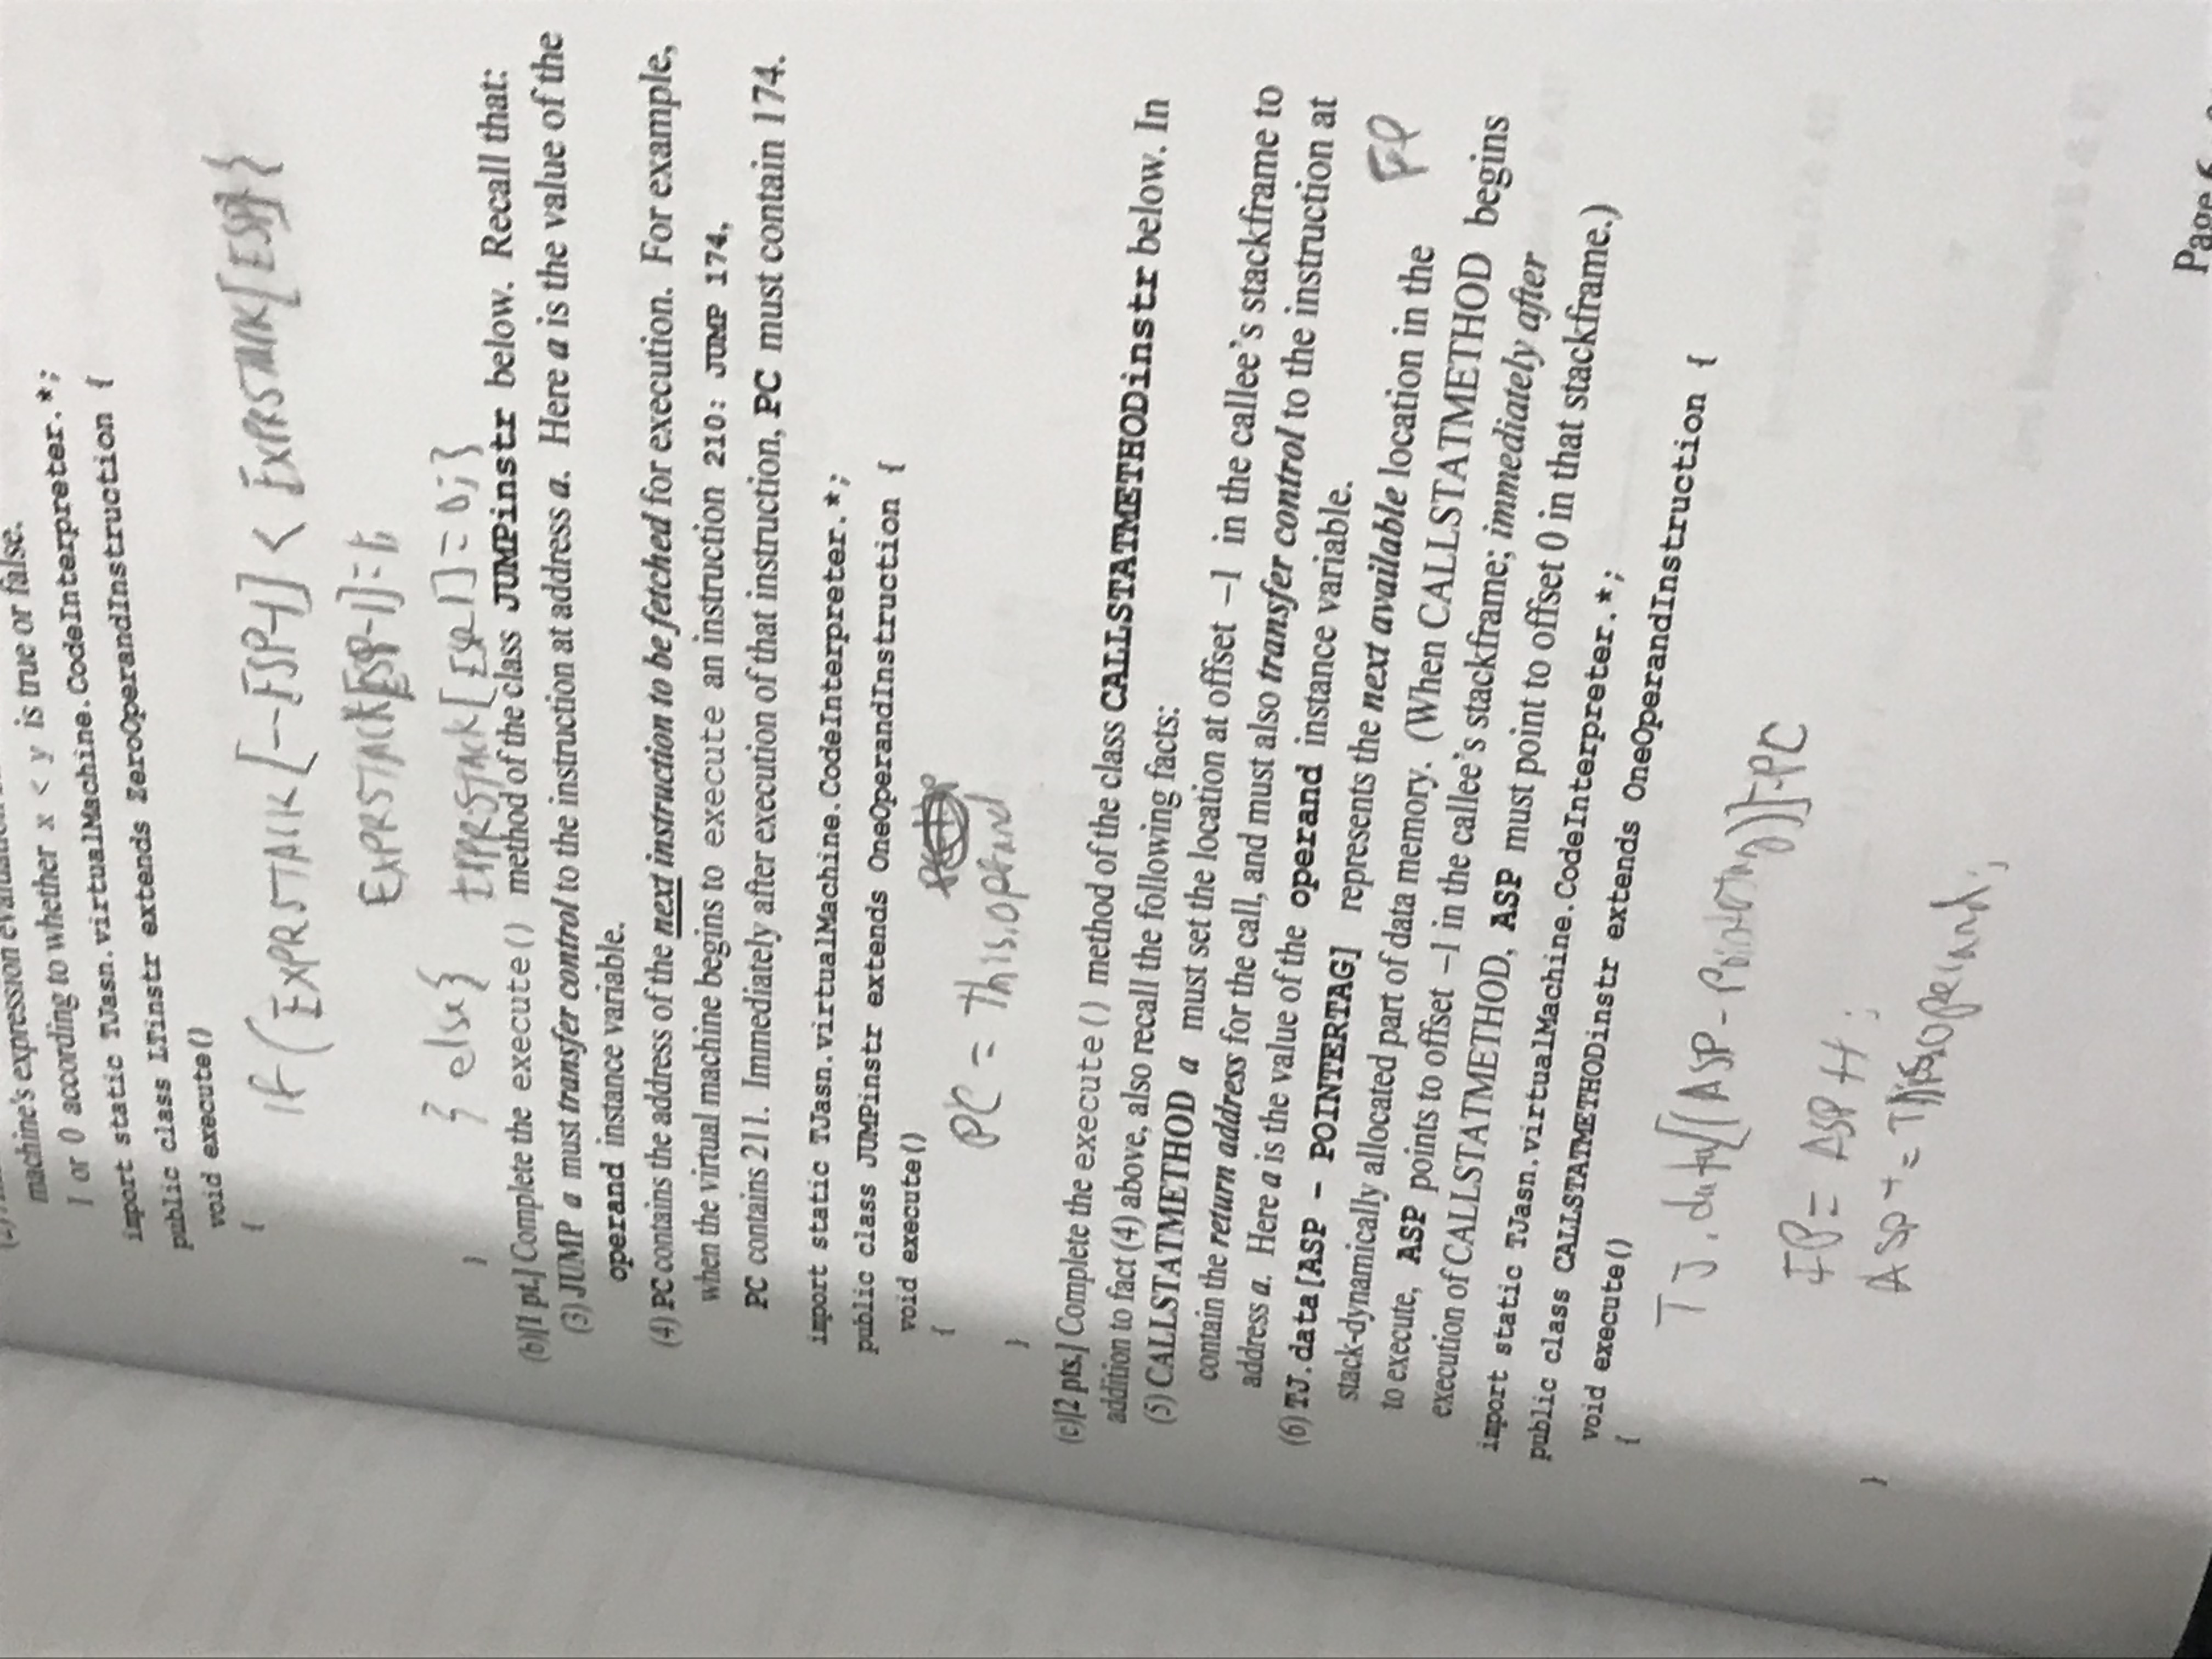 (2)
machine's expression evaluation
1 or 0 according to whether x < y is true or false.
import static TJasn.virtualMachine.CodeInterpreter.*;
public class LTinstr extends ZeroOperandInstruction {
void execute()
{
If (EXPRSTACK[--ESP-1] < EXPRSTACK[ESP]) {
EXPRSTACK[ESP-1]=1;
} else { EXPRSTACK[ESP-1]=0;}
}
(b)[1 pt.] Complete the execute() method of the class JUMPinstr below. Recall that:
(3) JUMP a must transfer control to the instruction at address a. Here a is the value of the
operand instance variable.
(4) PC contains the address of the next instruction to be fetched for execution. For example,
when the virtual machine begins to execute an instruction 210: JUMP 174,
PC contains 211. Immediately after execution of that instruction, PC must contain 174.
import static TJasn.virtualMachine.CodeInterpreter.*;
public class JUMPinstr extends OneOperandInstruction {
void execute()
{
PC = This.operand
}
(c)[2 pts.] Complete the execute() method of the class CALLSTATMETHODinstr below. In
addition to fact (4) above, also recall the following facts:
(5) CALLSTATMETHOD a must set the location at offset –1 in the callee's stackframe to
contain the return address for the call, and must also transfer control to the instruction at
address a. Here a is the value of the operand instance variable.
(6) TJ.data[ASP - POINTERTAG] represents the next available location in the
stack-dynamically allocated part of data memory. (When CALLSTATMETHOD begins
to execute, ASP points to offset –1 in the callee's stackframe; immediately after
execution of CALLSTATMETHOD, ASP must point to offset 0 in that stackframe.)
FP
import static TJasn.virtualMachine.CodeInterpreter.*;
public class CALLSTATMETHODinstr extends OneOperandInstruction {
void execute()
{
TJ.data[(ASP-PointerTag)]=PC
FP= ASP++;
ASP += This.operand;
}
Page 6